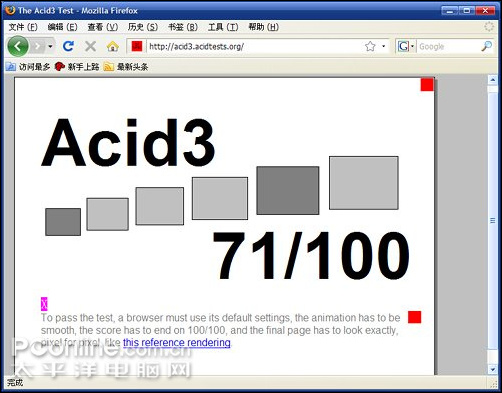 The Acid3 Test - Mozilla Firefox
文件(F) 编辑(E) 查看(V) 历史(S) 书签(B) 工具(T) 帮助(H)
http://acid3.acidtests.org/
Google
访问最多 新手上路 最新头条
Acid3
71/100
X
To pass the test, a browser must use its default settings, the animation has to be
smooth, the score has to end on 100/100, and the final page has to look exactly,
pixel for pixel, like this reference rendering.
PConline.com.cn
太平洋电脑网
完成